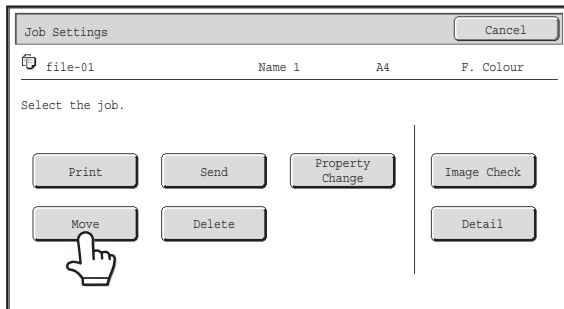 Job Settings Cancel
file-01 Name 1 A4 F. Colour
Select the job.
Print Send Property Change Image Check
Move Delete Detail